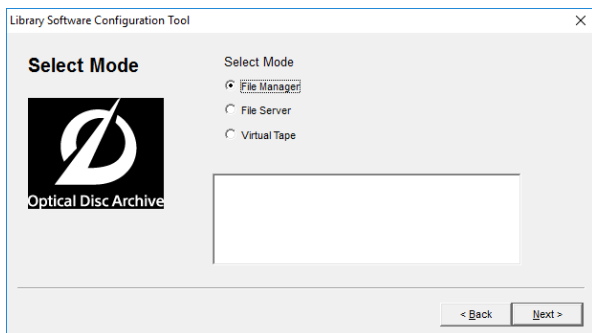 Library Software Configuration Tool
Select Mode
Optical Disc Archive
Select Mode
File Manager
File Server
Virtual Tape
< Back
Next >